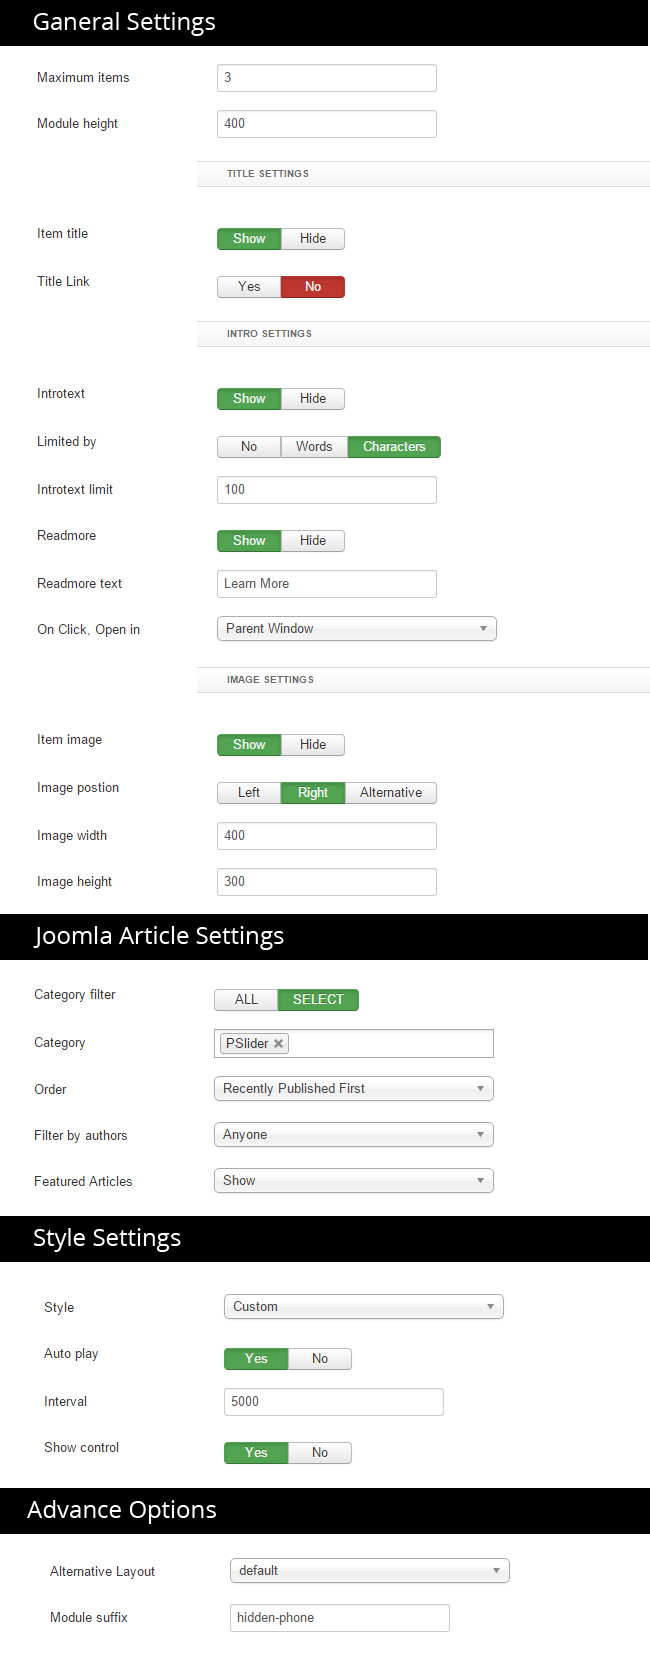 Ganeral Settings
Maximum items 3
Module height 400
TITLE SETTINGS
Item title Show Hide
Title Link Yes No
INTRO SETTINGS
Introtext Show Hide
Limited by No Words Characters
Introtext limit 100
Readmore Show Hide
Readmore text Learn More
On Click, Open in Parent Window
IMAGE SETTINGS
Item image Show Hide
Image postion Left Right Alternative
Image width 400
Image height 300
Joomla Article Settings
Category filter ALL SELECT
Category PSlider
Order Recently Published First
Filter by authors Anyone
Featured Articles Show
Style Settings
Style Custom
Auto play Yes No
Interval 5000
Show control Yes No
Advance Options
Alternative Layout default
Module suffix hidden-phone